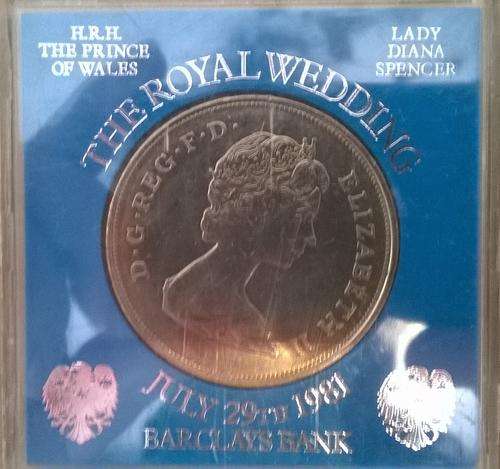 H.R.H.
THE PRINCE
OF WALES
LADY
DIANA
SPENCER
THE ROYAL WEDDING
D·G·REG·F·D·
ELIZABETH II
JULY 29TH 1981
BARCLAYS BANK